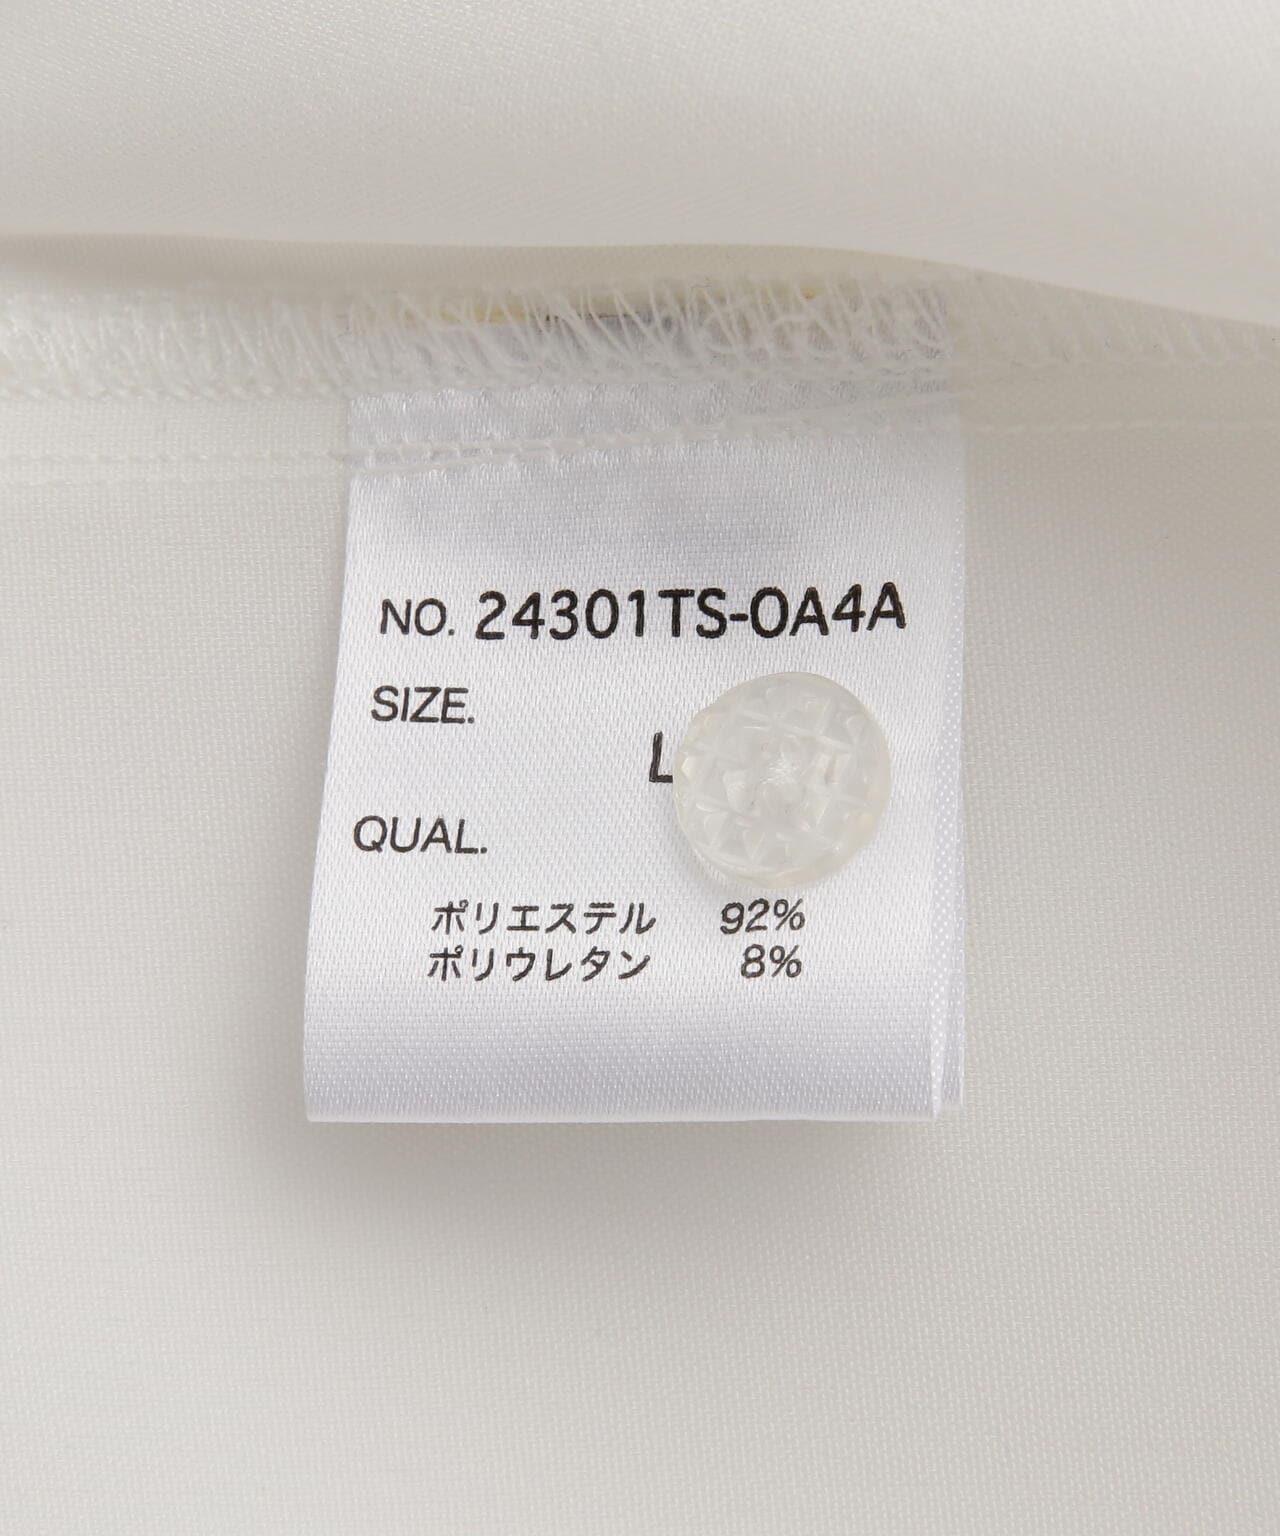 NO. 24301TS-0A4A
SIZE.
L
QUAL.
ポリエステル 92%
ポリウレタン 8%